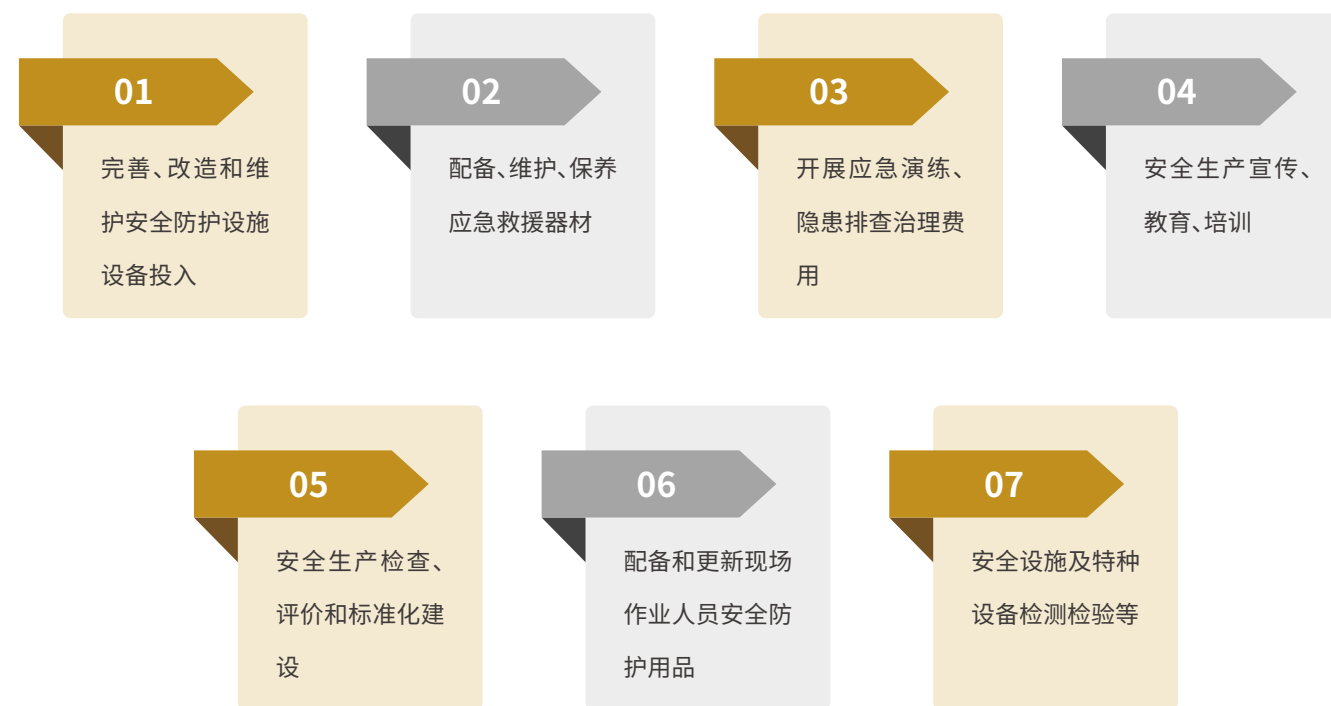 01
完善、改造和维
护安全防护设施
设备投入
02
配备、维护、保养
应急救援器材
03
开展应急演练、
隐患排查治理费
用
04
安全生产宣传、
教育、培训
05
安全生产检查、
评价和标准化建
设
06
配备和更新现场
作业人员安全防
护用品
07
安全设施及特种
设备检测检验等